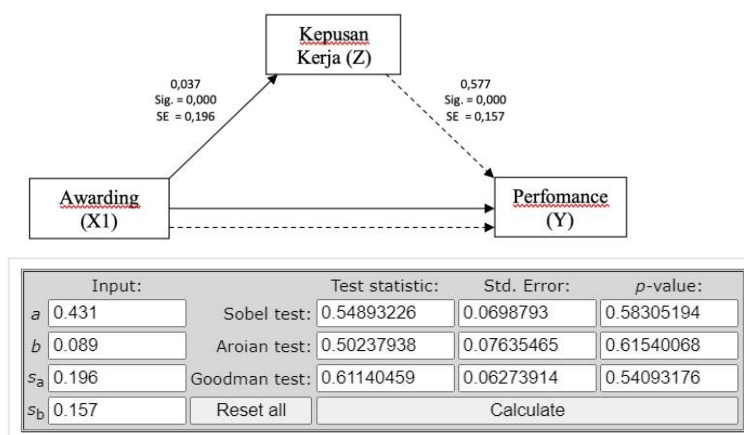 Kepusan
Kerja (Z)
0,037
Sig. = 0,000
SE = 0,196
0,577
Sig. = 0,000
SE = 0,157
Awarding
(X1)
Perfomance
(Y)
Input: Test statistic: Std. Error: p-value:
a 0.431 Sobel test: 0.54893226 0.0698793 0.58305194
b 0.089 Aroian test: 0.50237938 0.07635465 0.61540068
sa 0.196 Goodman test: 0.61140459 0.06273914 0.54093176
sb 0.157 Reset all Calculate